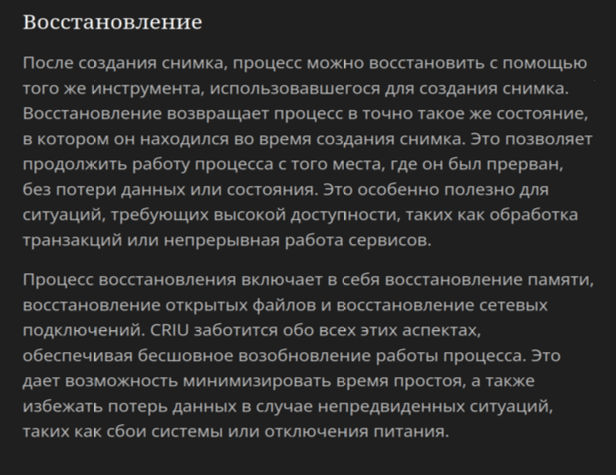 Восстановление
После создания снимка, процесс можно восстановить с помощью
того же инструмента, использовавшегося для создания снимка.
Восстановление возвращает процесс в точно такое же состояние,
в котором он находился во время создания снимка. Это позволяет
продолжить работу процесса с того места, где он был прерван,
без потери данных или состояния. Это особенно полезно для
ситуаций, требующих высокой доступности, таких как обработка
транзакций или непрерывная работа сервисов.
Процесс восстановления включает в себя восстановление памяти,
восстановление открытых файлов и восстановление сетевых
подключений. CRIU заботится обо всех этих аспектах,
обеспечивая бесшовное возобновление работы процесса. Это
дает возможность минимизировать время простоя, а также
избежать потерь данных в случае непредвиденных ситуаций,
таких как сбои системы или отключения питания.